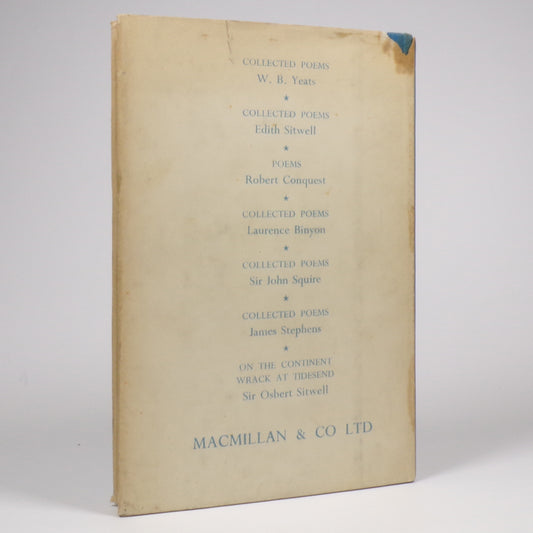 COLLECTED POEMS
W. B. Yeats
★
COLLECTED POEMS
Edith Sitwell
★
POEMS
Robert Conquest
★
COLLECTED POEMS
Laurence Binyon
★
COLLECTED POEMS
Sir John Squire
★
COLLECTED POEMS
James Stephens
★
ON THE CONTINENT
WRACK AT TIDESEND
Sir Osbert Sitwell
MACMILLAN & CO LTD